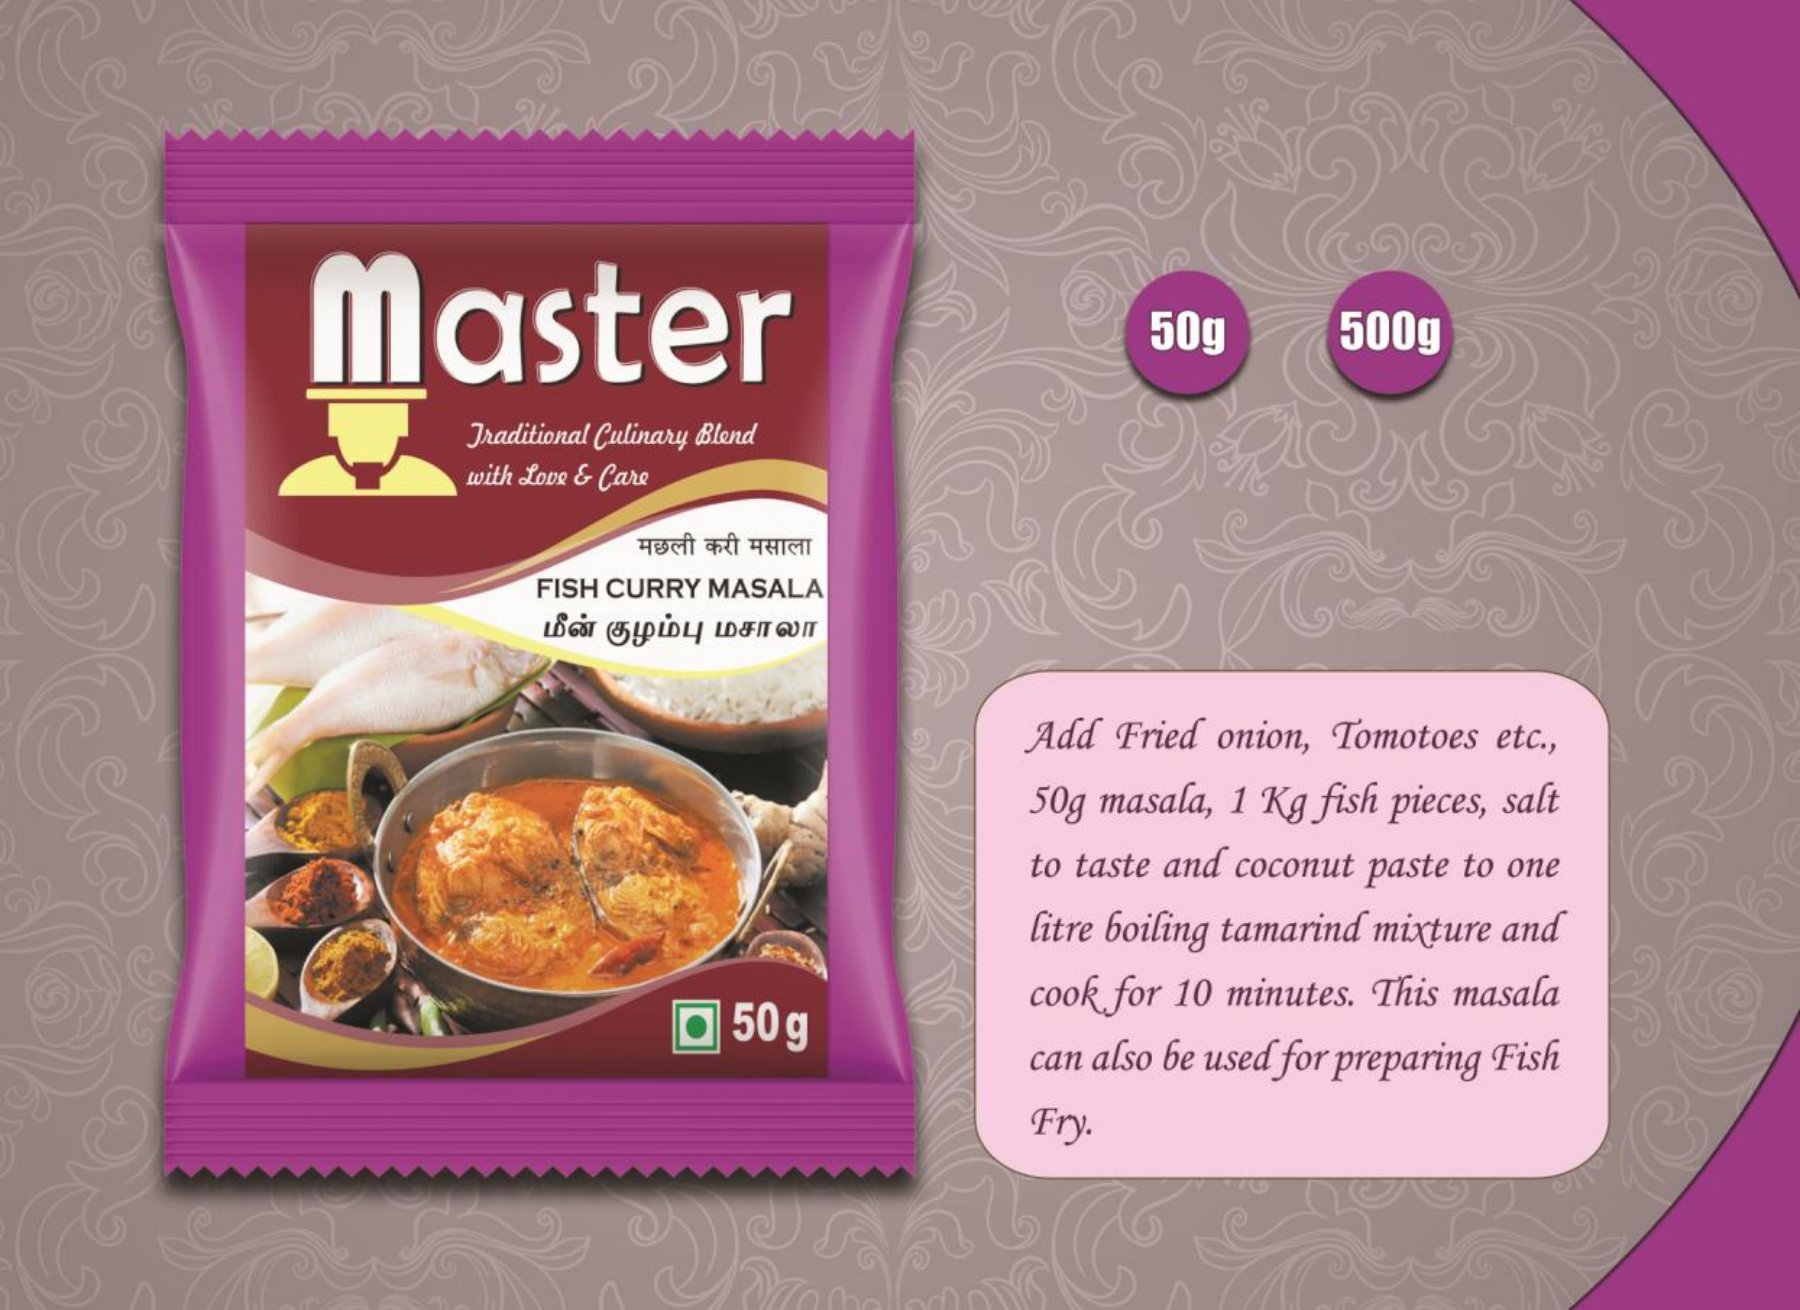 Master
Traditional Culinary Blend
with Love & Care
मछली करी मसाला
FISH CURRY MASALA
மீன் குழம்பு மசாலா
50 g
50g
500g
Add Fried onion, Tomotoes etc.,
50g masala, 1 Kg fish pieces, salt
to taste and coconut paste to one
litre boiling tamarind mixture and
cook for 10 minutes. This masala
can also be used for preparing Fish
Fry.